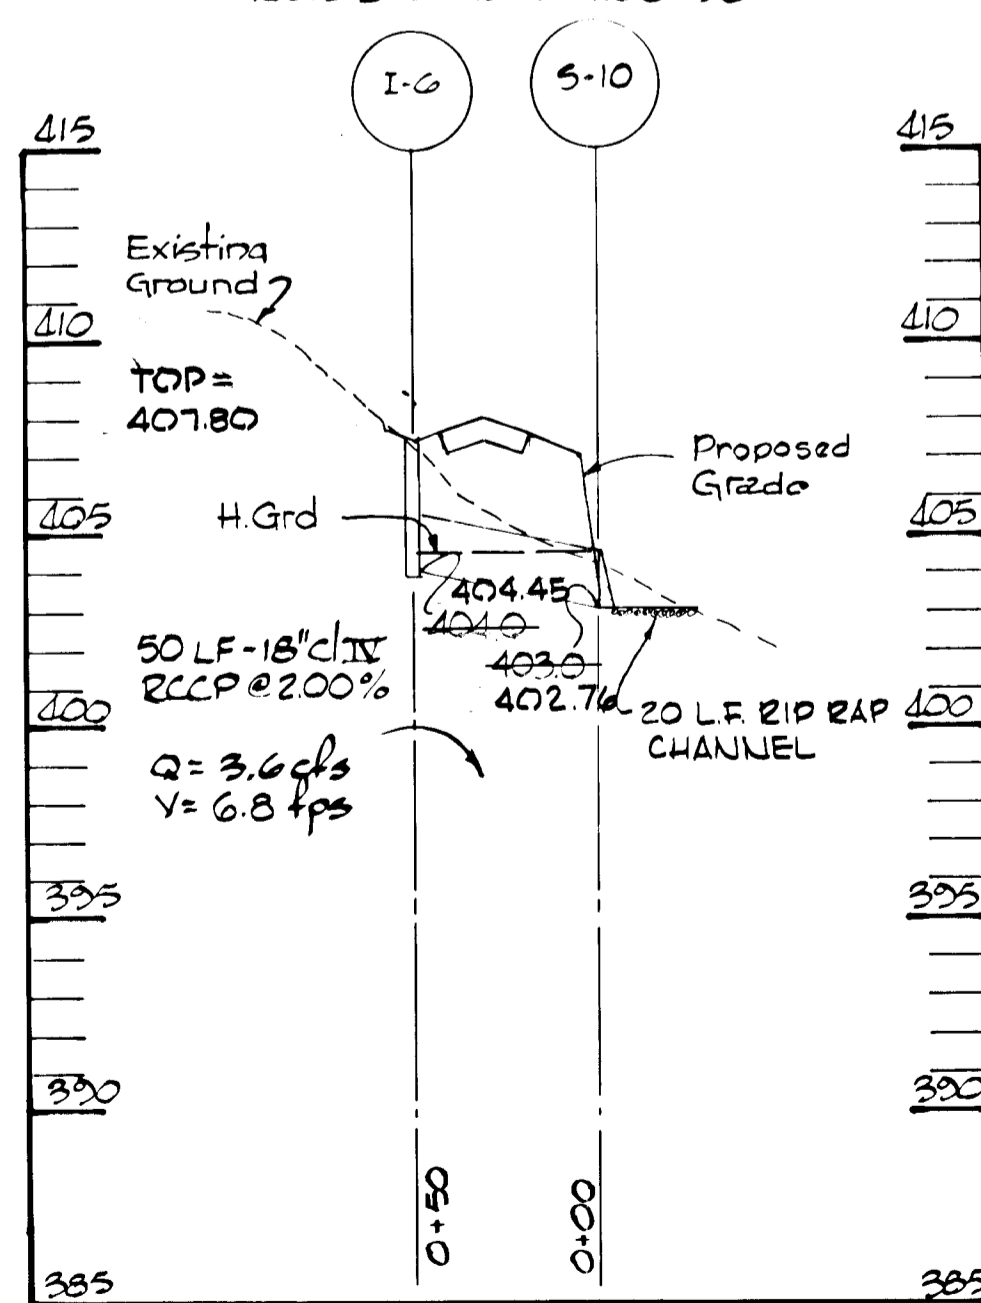 I-6
S-10
415
415
Existing
Ground
410
410
TOP =
407.80
Proposed
Grade
405
405
H.Grd
404.45
404.0
403.0
402.76
50 LF - 18" cl IV
RCCP @ 2.00%
20 L.F. RIP RAP
CHANNEL
400
400
Q = 3.6 cfs
V = 6.8 fps
395
395
390
390
0+50
0+00
385
385